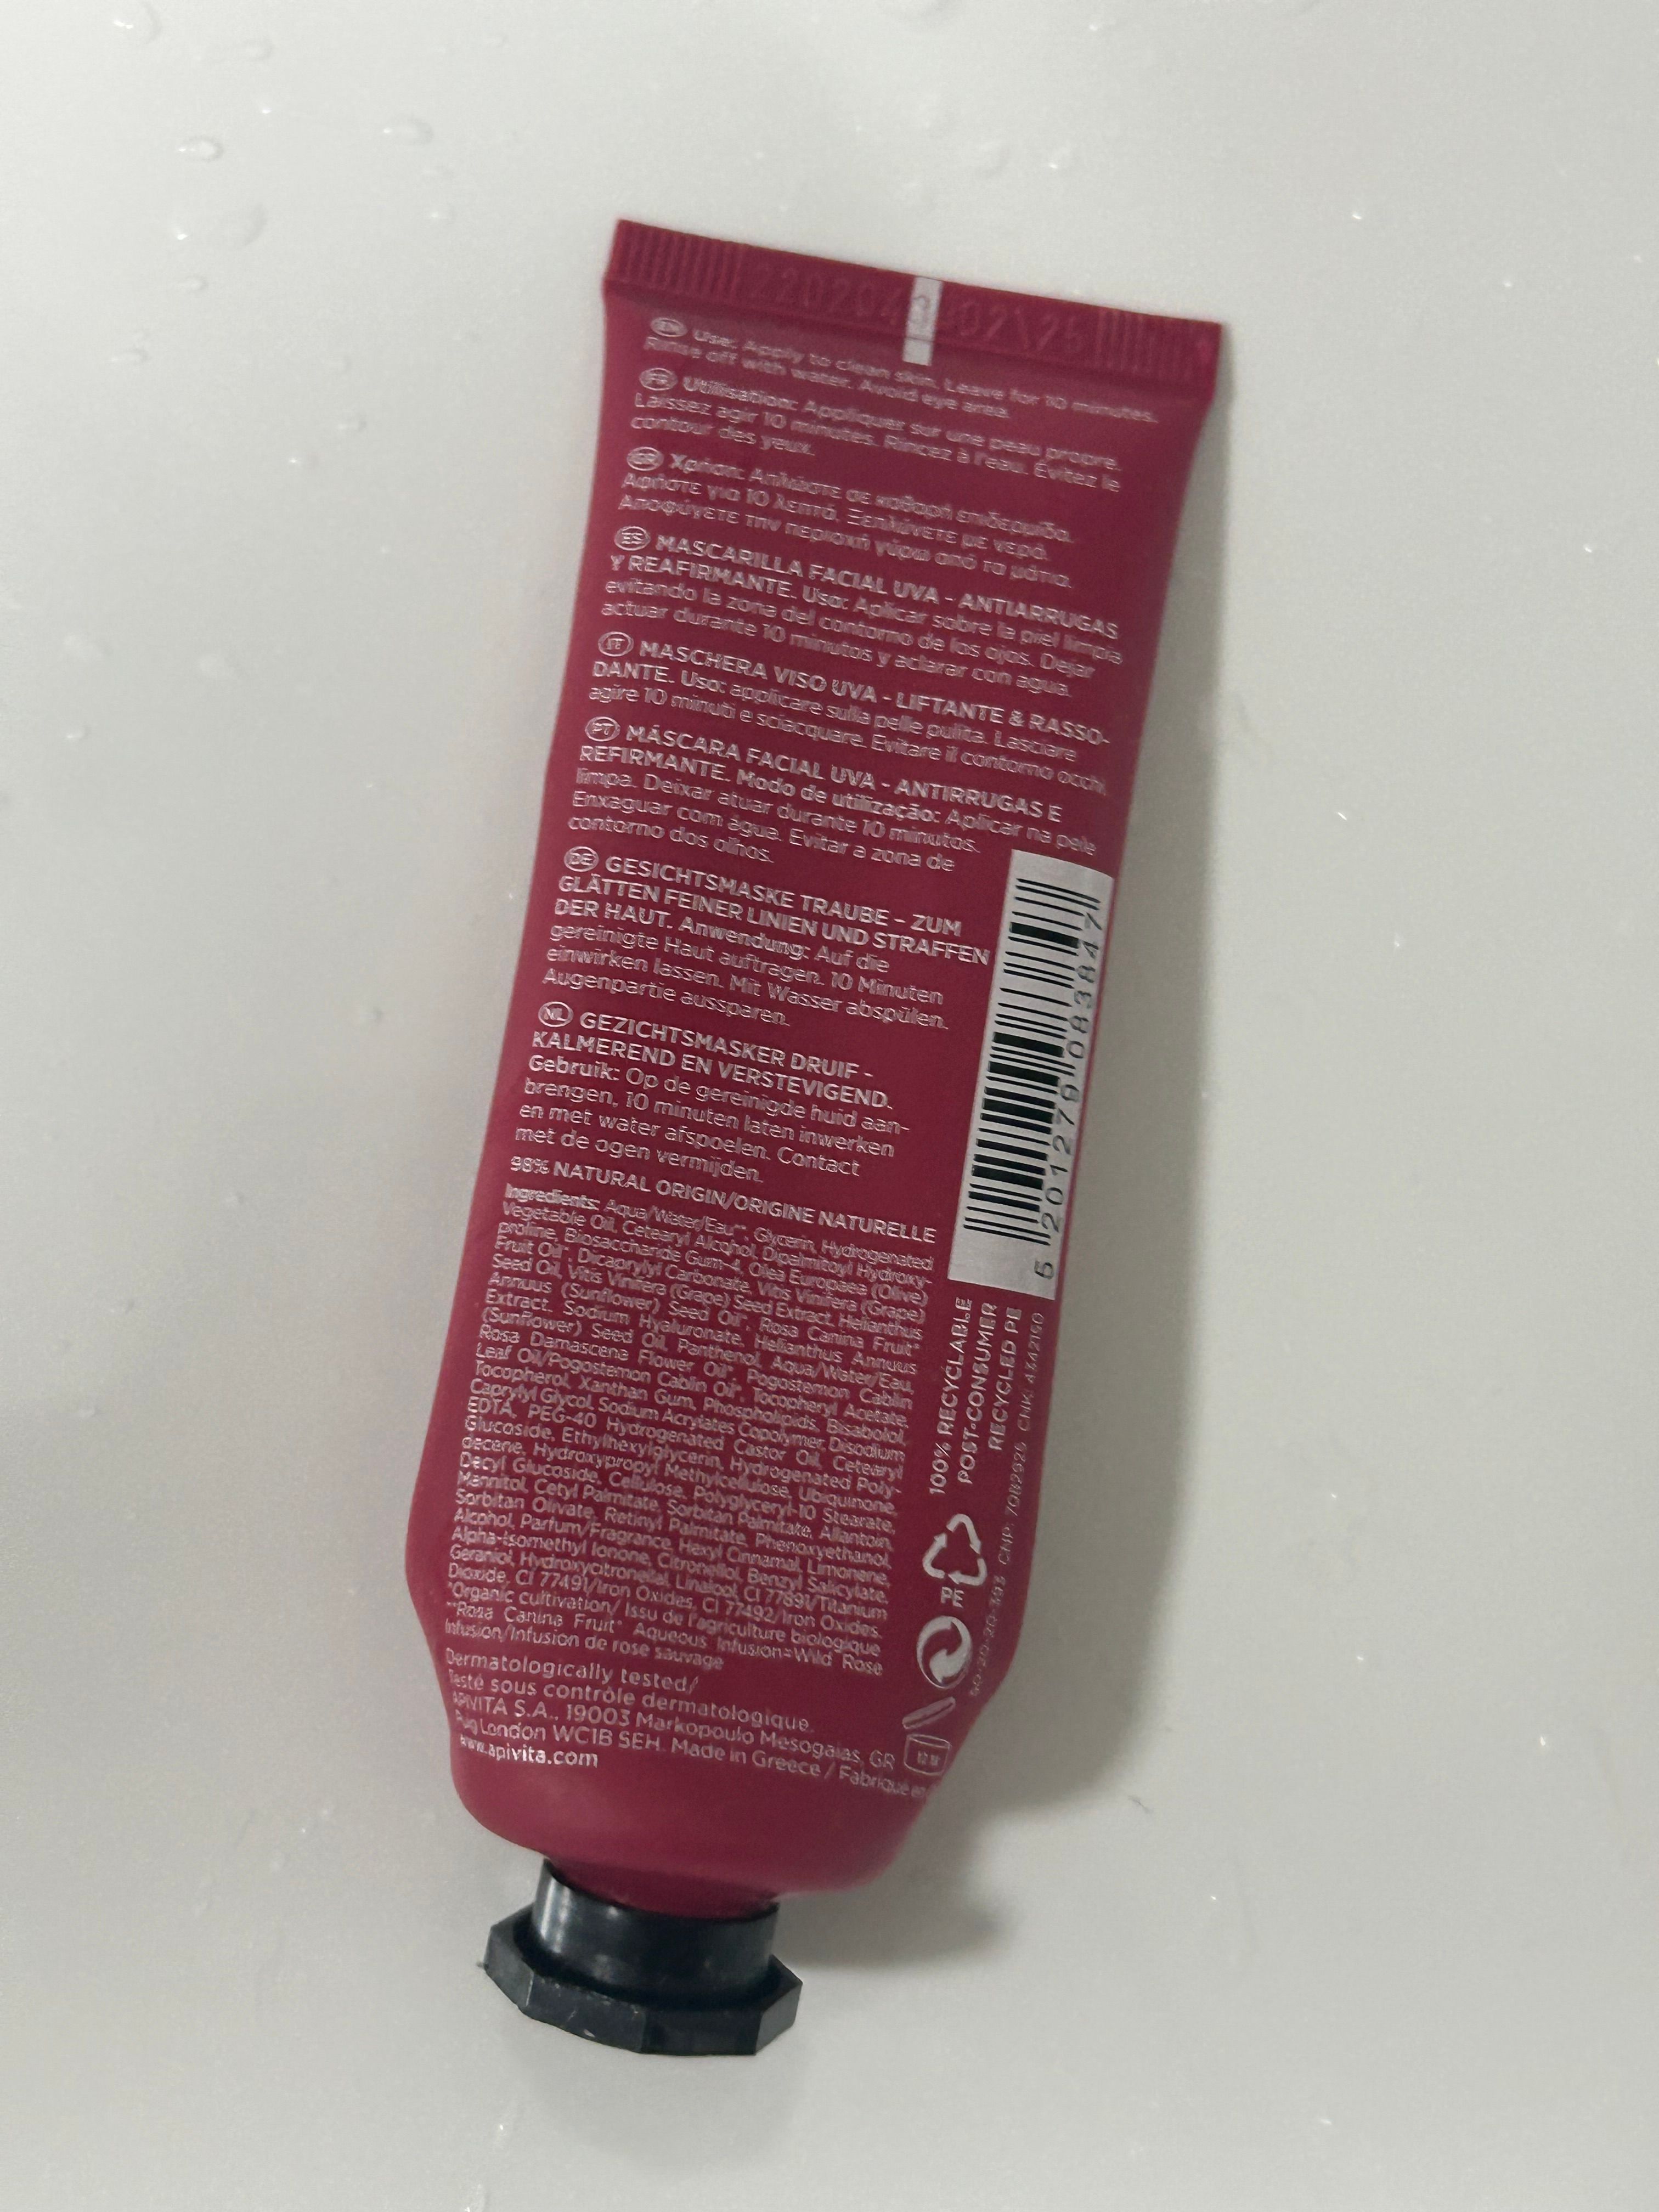 2202043 02\25
EN Use: Apply to clean skin. Leave for 10 minutes.
Rinse off with water. Avoid eye area.
FR Utilisation: Appliquer sur une peau propre.
Laissez agir 10 minutes. Rincez à l'eau. Évitez le
contour des yeux.
GR Χρήση: Απλώστε σε καθαρή επιδερμίδα.
Αφήστε για 10 λεπτά. Ξεπλύνετε με νερό.
Αποφύγετε την περιοχή γύρω από τα μάτια.
ES MASCARILLA FACIAL UVA - ANTIARRUGAS
Y REAFIRMANTE. Uso: Aplicar sobre la piel limpia
evitando la zona del contorno de los ojos. Dejar
actuar durante 10 minutos y aclarar con agua.
IT MASCHERA VISO UVA - LIFTANTE & RASSO-
DANTE. Uso: applicare sulla pelle pulita. Lasciare
agire 10 minuti e sciacquare. Evitare il contorno occhi.
PT MÁSCARA FACIAL UVA - ANTIRRUGAS E
REFIRMANTE. Modo de utilização: Aplicar na pele
limpa. Deixar atuar durante 10 minutos.
Enxaguar com água. Evitar a zona de
contorno dos olhos.
DE GESICHTSMASKE TRAUBE - ZUM
GLÄTTEN FEINER LINIEN UND STRAFFEN
DER HAUT. Anwendung: Auf die
gereinigte Haut auftragen. 10 Minuten
einwirken lassen. Mit Wasser abspülen.
Augenpartie aussparen.
NL GEZICHTSMASKER DRUIF -
KALMEREND EN VERSTEVIGEND.
Gebruik: Op de gereinigde huid aan-
brengen, 10 minuten laten inwerken
en met water afspoelen. Contact
met de ogen vermijden.
98% NATURAL ORIGIN/ORIGINE NATURELLE
Ingredients: Aqua/Water/Eau**, Glycerin, Hydrogenated
Vegetable Oil, Cetearyl Alcohol, Dipalmitoyl Hydroxy-
proline, Biosaccharide Gum-4, Olea Europaea (Olive)
Fruit Oil*, Dicaprylyl Carbonate, Vitis Vinifera (Grape)
Seed Oil, Vitis Vinifera (Grape) Seed Extract, Helianthus
Annuus (Sunflower) Seed Oil*, Rosa Canina Fruit*
Extract, Sodium Hyaluronate, Helianthus Annuus
(Sunflower) Seed Oil, Panthenol, Aqua/Water/Eau,
Rosa Damascena Flower Oil*, Pogostemon Cablin
Leaf Oil/Pogostemon Cablin Oil*, Tocopheryl Acetate,
Tocopherol, Xanthan Gum, Phospholipids, Bisabolol,
Caprylyl Glycol, Sodium Acrylates Copolymer, Disodium
EDTA, PEG-40 Hydrogenated Castor Oil, Cetearyl
Glucoside, Ethylhexylglycerin, Hydrogenated Poly-
decene, Hydroxypropyl Methylcellulose, Ubiquinone,
Decyl Glucoside, Cellulose, Polyglyceryl-10 Stearate,
Mannitol, Cetyl Palmitate, Sorbitan Palmitate, Allantoin,
Sorbitan Olivate, Retinyl Palmitate, Phenoxyethanol,
Alcohol, Parfum/Fragrance, Hexyl Cinnamal, Limonene,
Alpha-Isomethyl Ionone, Citronellol, Benzyl Salicylate,
Geraniol, Hydroxycitronellal, Linalool, CI 77891/Titanium
Dioxide, CI 77491/Iron Oxides, CI 77492/Iron Oxides.
*Organic cultivation/ Issu de l'agriculture biologique
**Rosa Canina Fruit* Aqueous Infusion=Wild Rose
Infusion/Infusion de rose sauvage
Dermatologically tested/
Testé sous contrôle dermatologique.
APIVITA S.A., 19003 Markopoulo Mesogaias, GR
Puig London WC1B 5EH. Made in Greece / Fabriqué en
www.apivita.com
5 201279 083847
100% RECYCLABLE
POST-CONSUMER
RECYCLED PE
PE
50-20-20-393 CNP: 7082925 CNK: 434250
12 M